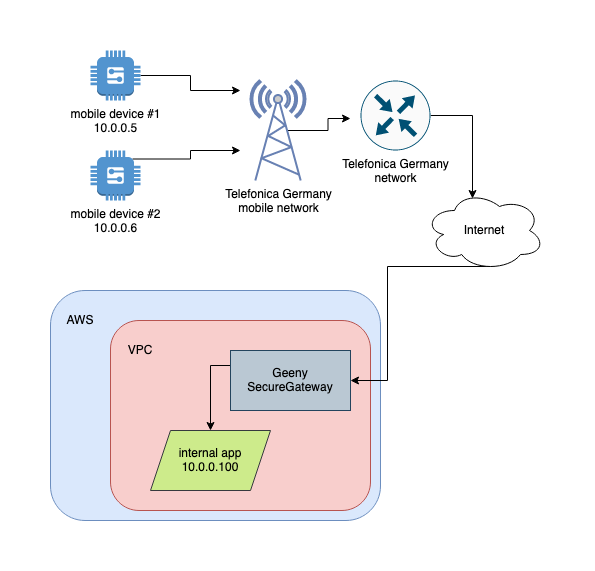 mobile device #1
10.0.0.5
mobile device #2
10.0.0.6
Telefonica Germany
mobile network
Telefonica Germany
network
Internet
AWS
VPC
Geeny
SecureGateway
internal app
10.0.0.100